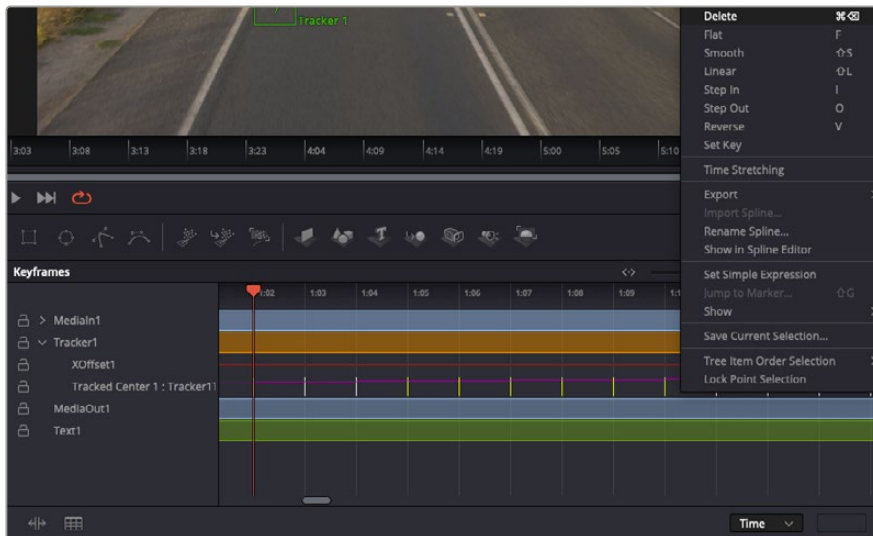 Tracker 1
3:03 3:08 3:13 3:18 3:23 4:04 4:09 4:14 4:19 5:00 5:05 5:10
Delete ⌘⌫
Flat F
Smooth ⇧S
Linear ⇧L
Step In I
Step Out O
Reverse V
Set Key
Time Stretching
Export
Import Spline...
Rename Spline...
Show in Spline Editor
Set Simple Expression
Jump to Marker... ⇧G
Show
Save Current Selection...
Tree Item Order Selection
Lock Point Selection
T
Keyframes
1:02 1:03 1:04 1:05 1:06 1:07 1:08 1:09
MediaIn1
Tracker1
XOffset1
Tracked Center 1 : Tracker11
MediaOut1
Text1
Time